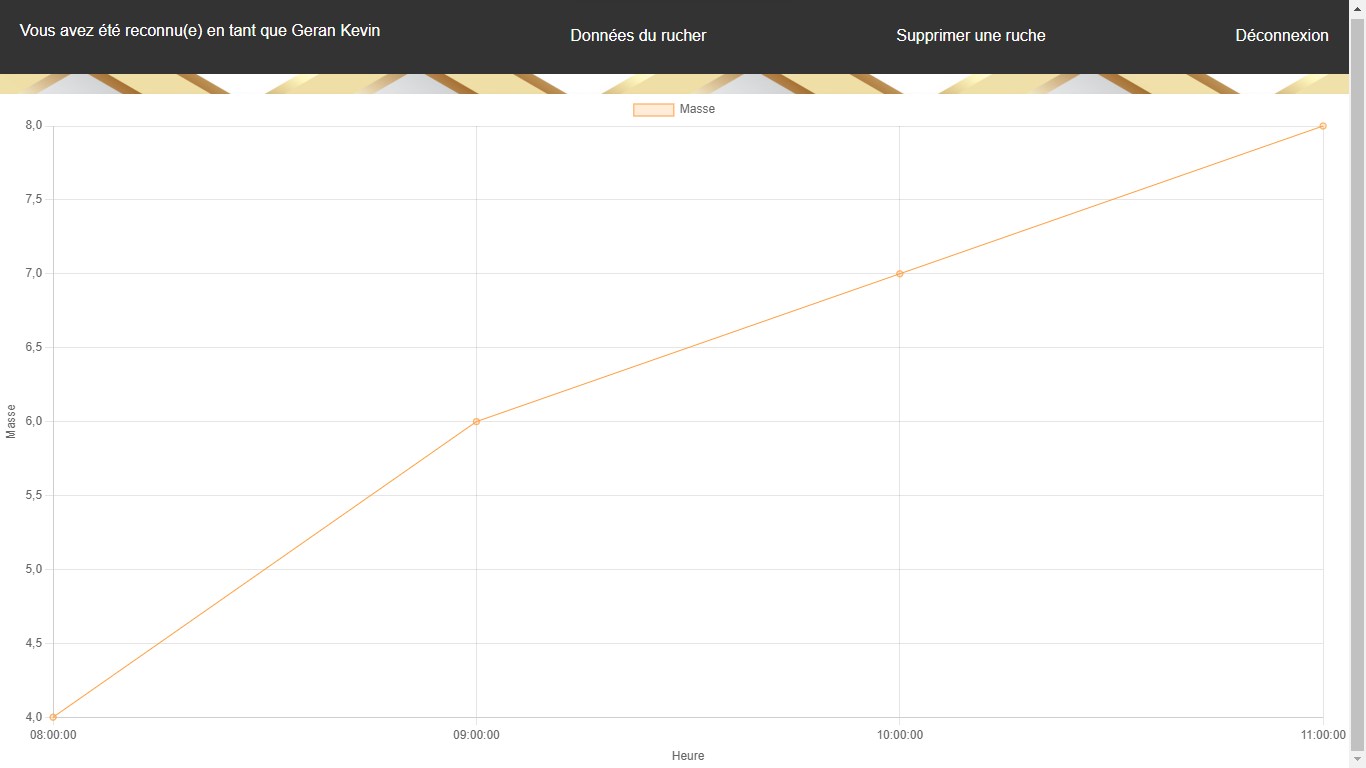 Vous avez été reconnu(e) en tant que Geran Kevin
Données du rucher
Supprimer une ruche
Déconnexion
Masse
8,0
7,5
7,0
6,5
6,0
5,5
5,0
4,5
4,0
Masse
08:00:00
09:00:00
10:00:00
11:00:00
Heure